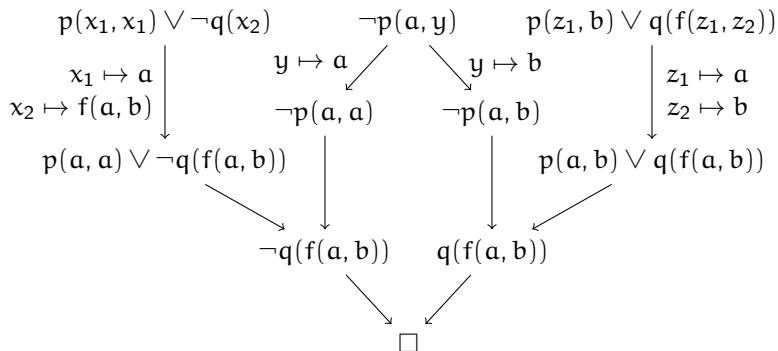 p(x₁, x₁) ∨ ¬q(x₂)
¬p(a, y)
p(z₁, b) ∨ q(f(z₁, z₂))
x₁ ↦ a
x₂ ↦ f(a, b)
y ↦ a
y ↦ b
z₁ ↦ a
z₂ ↦ b
¬p(a, a)
¬p(a, b)
p(a, a) ∨ ¬q(f(a, b))
p(a, b) ∨ q(f(a, b))
¬q(f(a, b))
q(f(a, b))
□